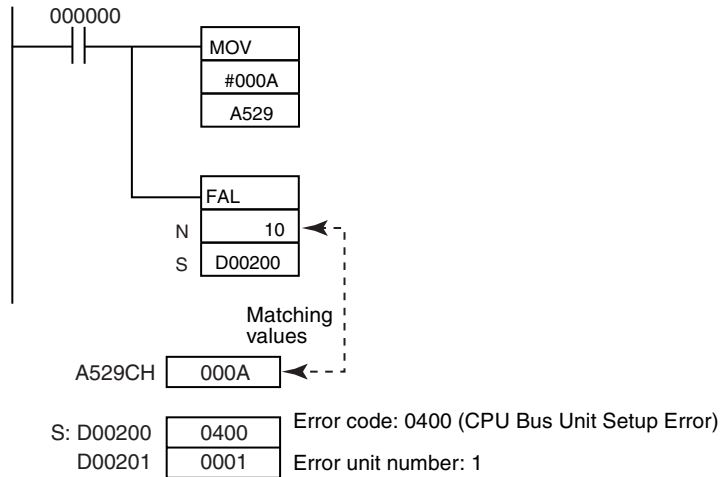 000000
MOV
#000A
A529
FAL
N 10
S D00200
Matching
values
A529CH 000A
S: D00200 0400 Error code: 0400 (CPU Bus Unit Setup Error)
D00201 0001 Error unit number: 1